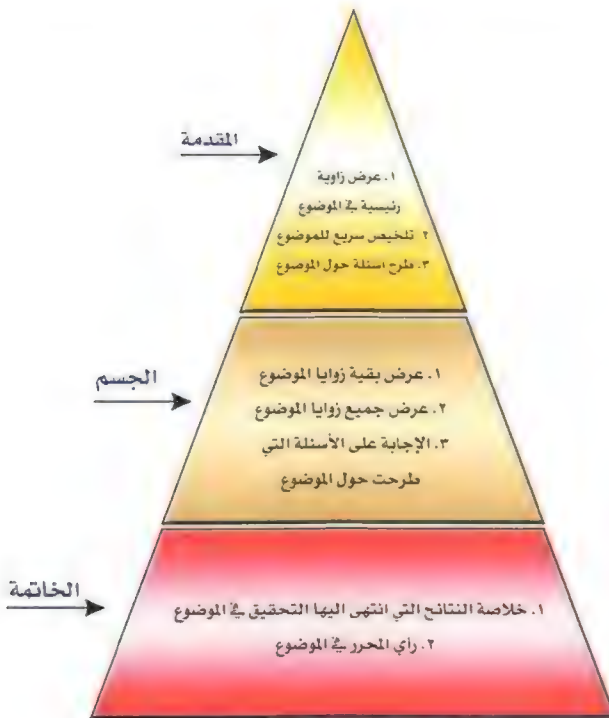 المقدمة
١. عرض زاوية
رئيسية في الموضوع
٢. تلخيص سريع للموضوع
٣. طرح اسئلة حول الموضوع
الجسم
١. عرض بقية زوايا الموضوع
٢. عرض جميع زوايا الموضوع
٣. الإجابة على الأسئلة التي
طرحت حول الموضوع
الخاتمة
١. خلاصة النتائج التي انتهى اليها التحقيق في الموضوع
٢. رأي المحرر في الموضوع